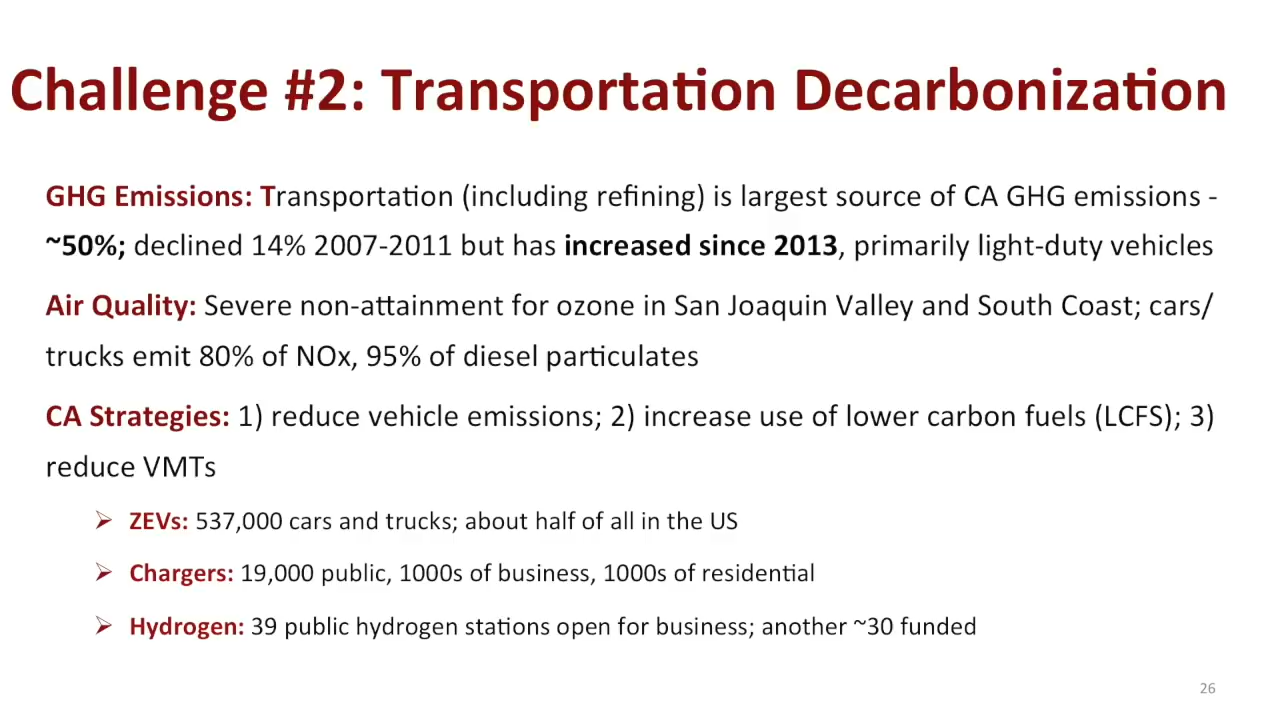 Challenge #2: Transportation Decarbonization
GHG Emissions: Transportation (including refining) is largest source of CA GHG emissions -
~50%; declined 14% 2007-2011 but has increased since 2013, primarily light-duty vehicles
Air Quality: Severe non-attainment for ozone in San Joaquin Valley and South Coast; cars/
trucks emit 80% of NOx, 95% of diesel particulates
CA Strategies: 1) reduce vehicle emissions; 2) increase use of lower carbon fuels (LCFS); 3)
reduce VMTs
➢ ZEVs: 537,000 cars and trucks; about half of all in the US
➢ Chargers: 19,000 public, 1000s of business, 1000s of residential
➢ Hydrogen: 39 public hydrogen stations open for business; another ~30 funded
26